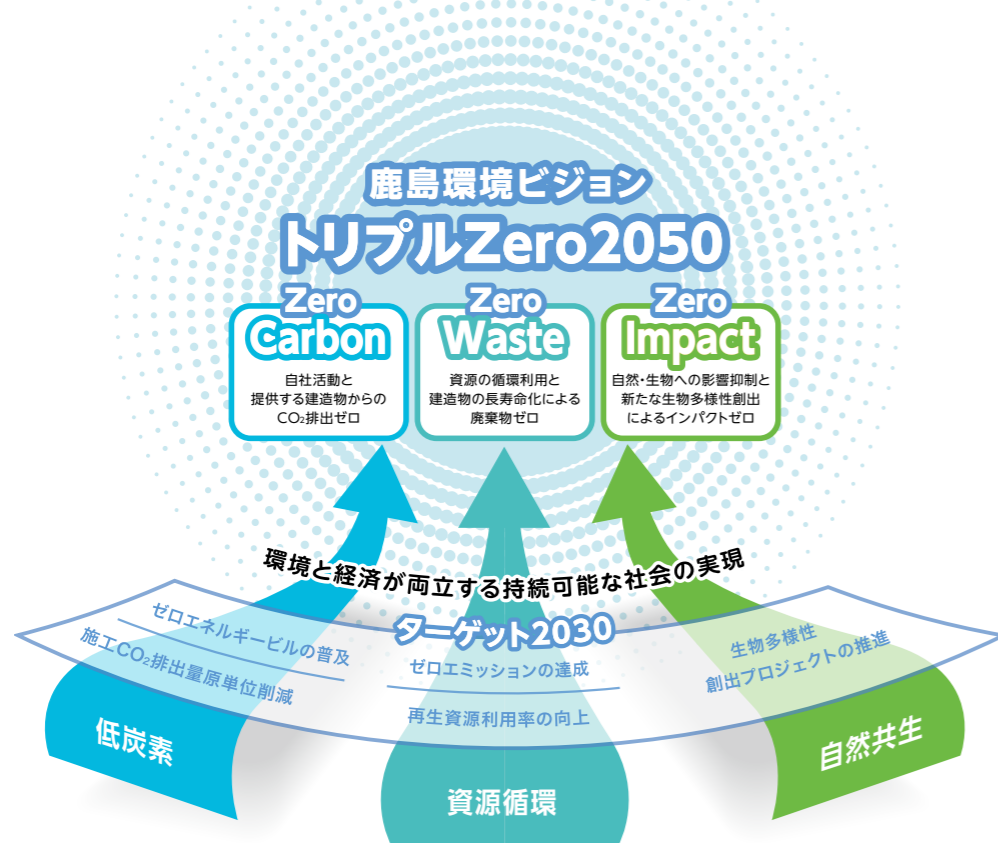 鹿島環境ビジョン
トリプルZero2050
Zero
Carbon
自社活動と
提供する建造物からの
CO₂排出ゼロ
Zero
Waste
資源の循環利用と
建造物の長寿命化による
廃棄物ゼロ
Zero
Impact
自然・生物への影響抑制と
新たな生物多様性創出
によるインパクトゼロ
環境と経済が両立する持続可能な社会の実現
ターゲット2030
ゼロエネルギービルの普及
施工CO₂排出量原単位削減
ゼロエミッションの達成
再生資源利用率の向上
生物多様性
創出プロジェクトの推進
低炭素
資源循環
自然共生